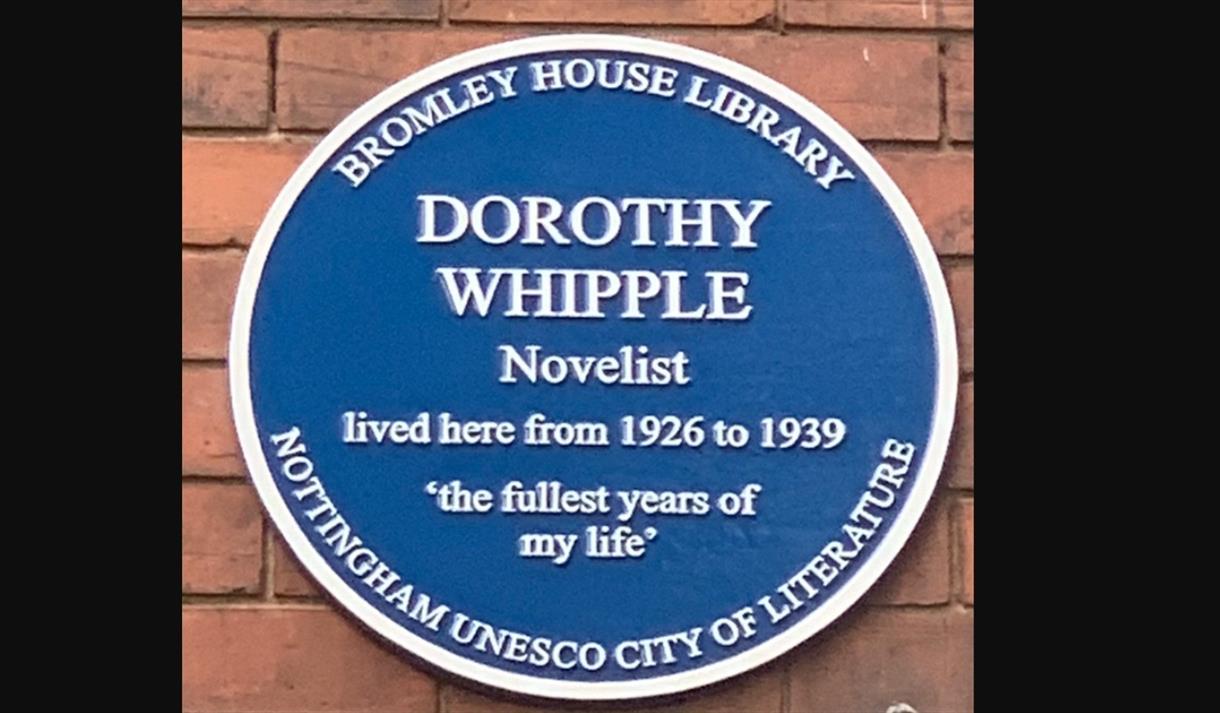 BROMLEY HOUSE LIBRARY
DOROTHY
WHIPPLE
Novelist
lived here from 1926 to 1939
‘the fullest years of
my life’
NOTTINGHAM UNESCO CITY OF LITERATURE